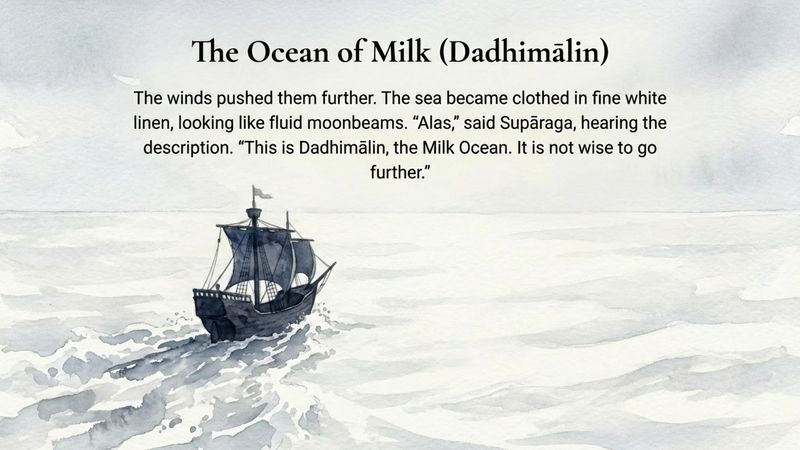 The Ocean of Milk (Dadhimālin)
The winds pushed them further. The sea became clothed in fine white
linen, looking like fluid moonbeams. “Alas,” said Supāraga, hearing the
description. “This is Dadhimālin, the Milk Ocean. It is not wise to go
further.”